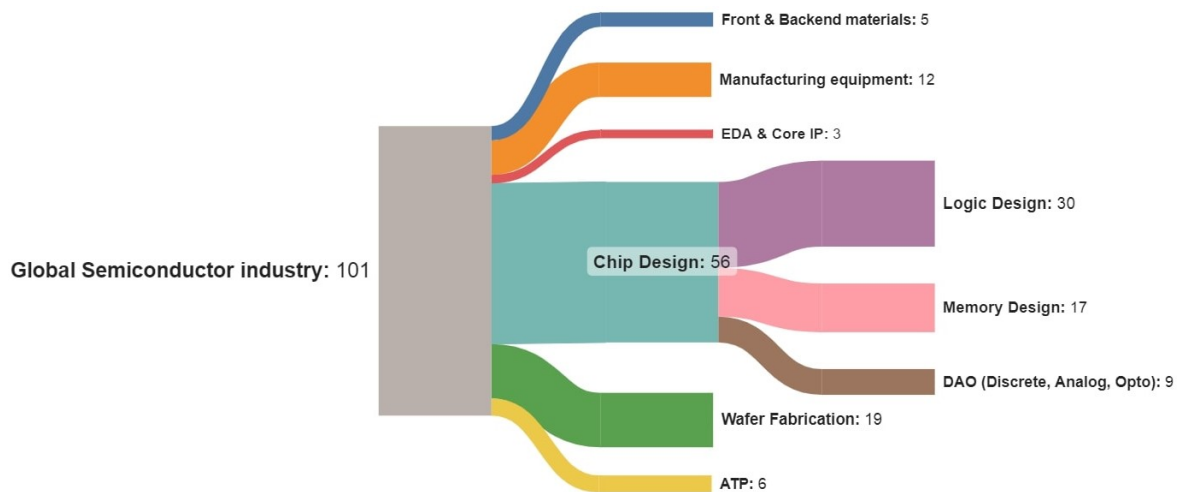 Front & Backend materials: 5
Manufacturing equipment: 12
EDA & Core IP: 3
Logic Design: 30
Chip Design: 56
Global Semiconductor industry: 101
Memory Design: 17
DAO (Discrete, Analog, Opto): 9
Wafer Fabrication: 19
ATP: 6